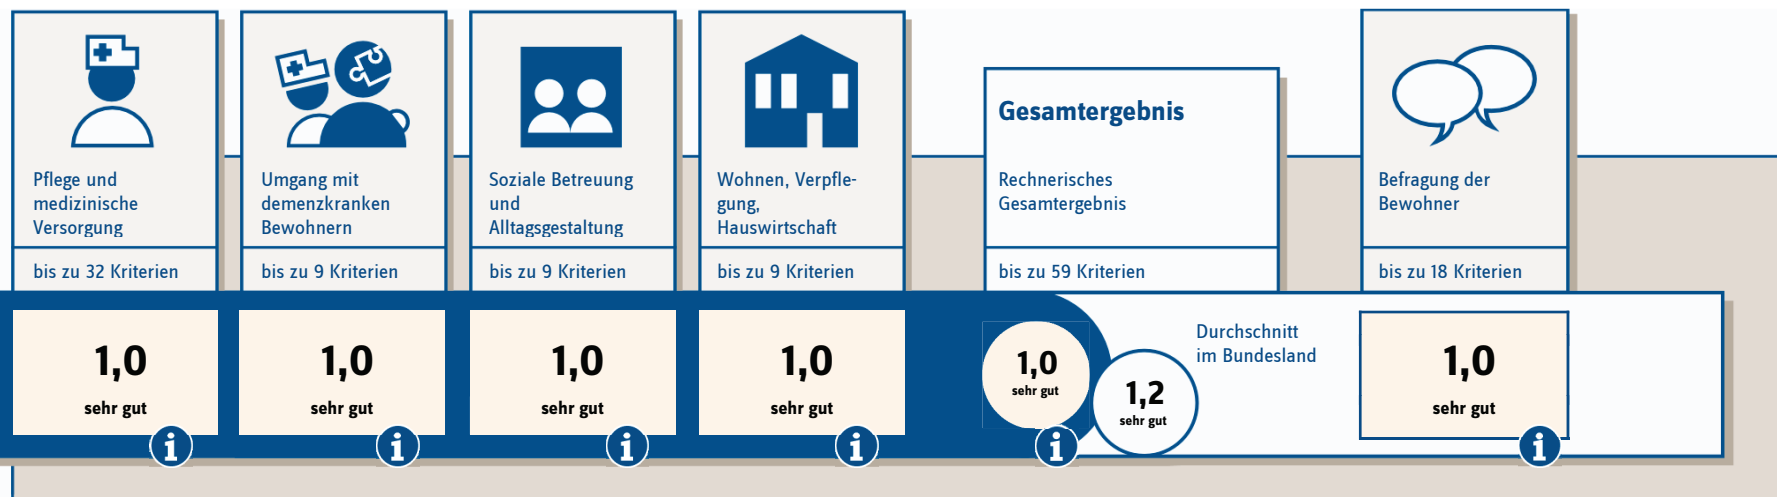 Pflege und
medizinische
Versorgung
bis zu 32 Kriterien
1,0
sehr gut
i
Umgang mit
demenzkranken
Bewohnern
bis zu 9 Kriterien
1,0
sehr gut
i
Soziale Betreuung
und
Alltagsgestaltung
bis zu 9 Kriterien
1,0
sehr gut
i
Wohnen, Verpfle-
gung,
Hauswirtschaft
bis zu 9 Kriterien
1,0
sehr gut
i
Gesamtergebnis
Rechnerisches
Gesamtergebnis
bis zu 59 Kriterien
1,0
sehr gut
i
1,2
sehr gut
Durchschnitt
im Bundesland
Befragung der
Bewohner
bis zu 18 Kriterien
1,0
sehr gut
i